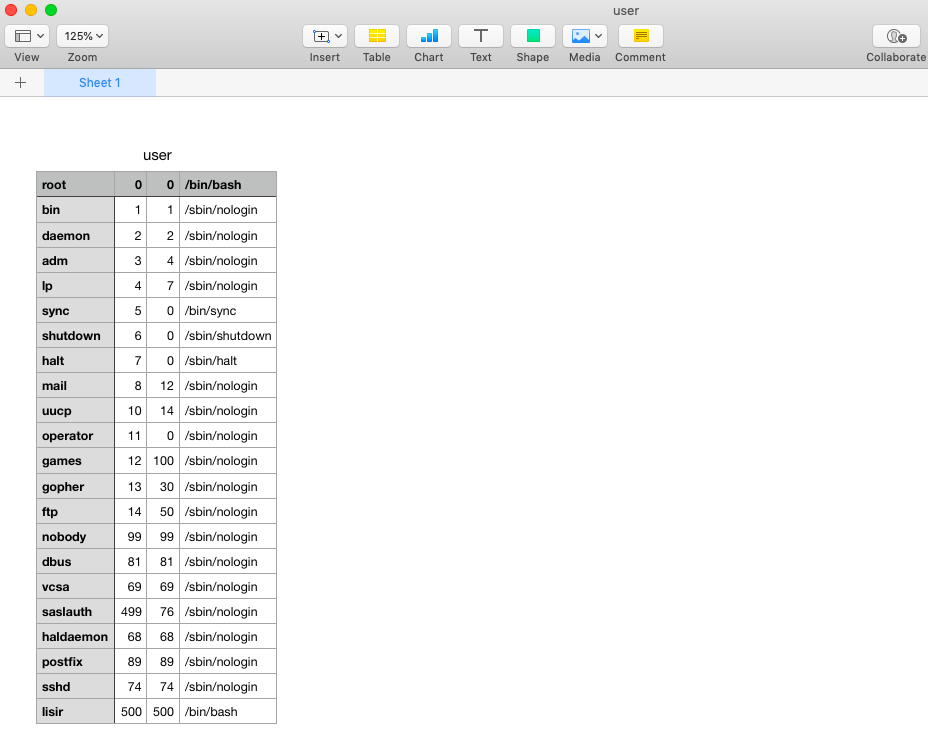 user
125%
View Zoom Insert Table Chart Text Shape Media Comment Collaborate
Sheet 1
user
root 0 0 /bin/bash
bin 1 1 /sbin/nologin
daemon 2 2 /sbin/nologin
adm 3 4 /sbin/nologin
lp 4 7 /sbin/nologin
sync 5 0 /bin/sync
shutdown 6 0 /sbin/shutdown
halt 7 0 /sbin/halt
mail 8 12 /sbin/nologin
uucp 10 14 /sbin/nologin
operator 11 0 /sbin/nologin
games 12 100 /sbin/nologin
gopher 13 30 /sbin/nologin
ftp 14 50 /sbin/nologin
nobody 99 99 /sbin/nologin
dbus 81 81 /sbin/nologin
vcsa 69 69 /sbin/nologin
saslauth 499 76 /sbin/nologin
haldaemon 68 68 /sbin/nologin
postfix 89 89 /sbin/nologin
sshd 74 74 /sbin/nologin
lisir 500 500 /bin/bash